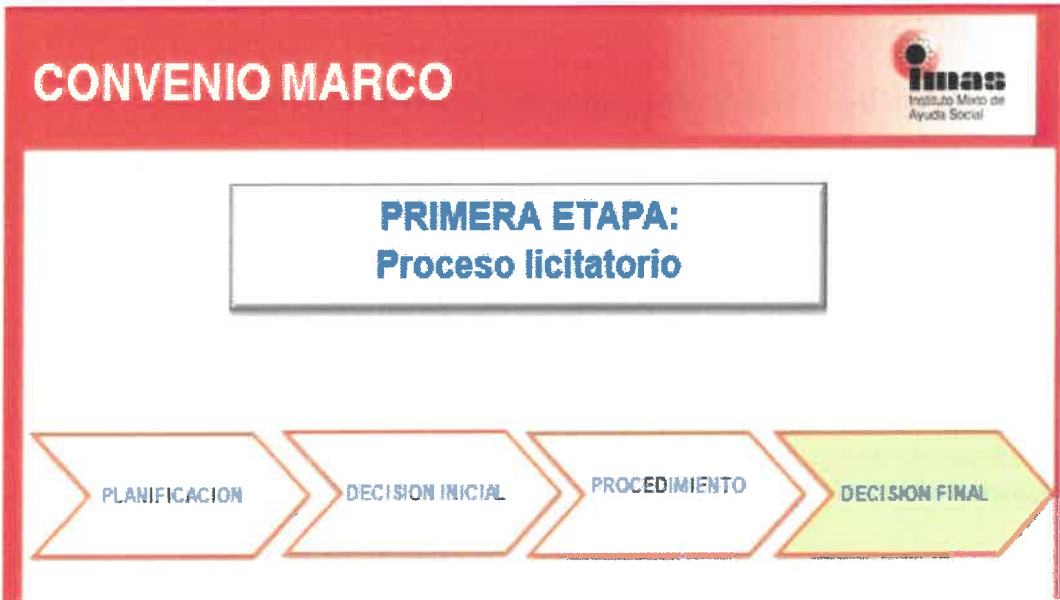 CONVENIO MARCO
imas
Instituto Mixto de
Ayuda Social
PRIMERA ETAPA:
Proceso licitatorio
PLANIFICACION
DECISION INICIAL
PROCEDIMIENTO
DECISION FINAL